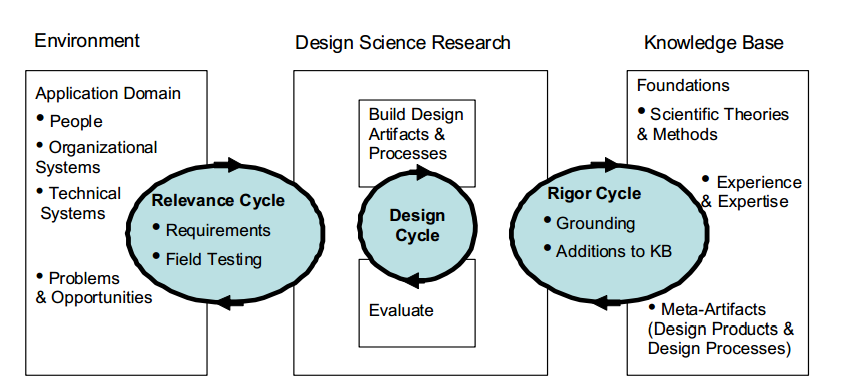 Environment
Design Science Research
Knowledge Base
Application Domain
• People
• Organizational
Systems
• Technical
Systems
• Problems
& Opportunities
Relevance Cycle
• Requirements
• Field Testing
Build Design
Artifacts &
Processes
Design
Cycle
Evaluate
Rigor Cycle
• Grounding
• Additions to KB
Foundations
• Scientific Theories
& Methods
• Experience
& Expertise
• Meta-Artifacts
(Design Products &
Design Processes)